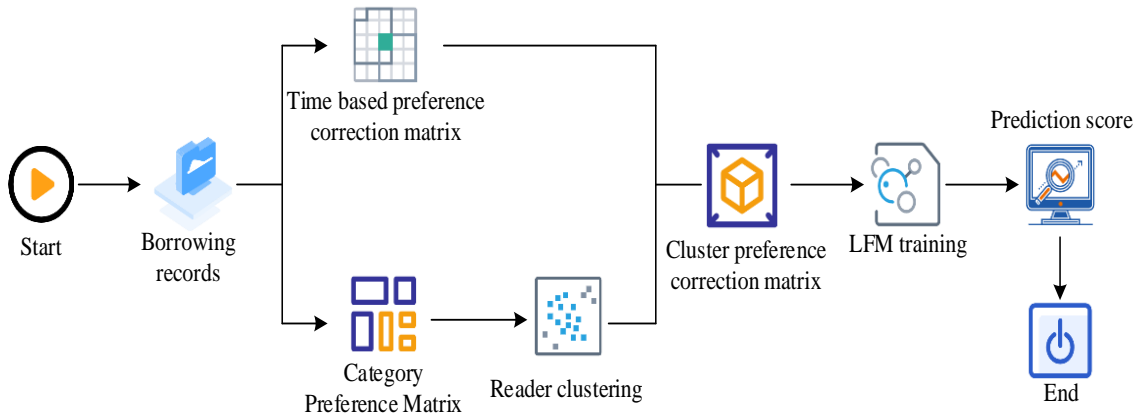 Time based preference
correction matrix
Prediction score
Start
Borrowing
records
Cluster preference
correction matrix
LFM training
Category
Preference Matrix
Reader clustering
End